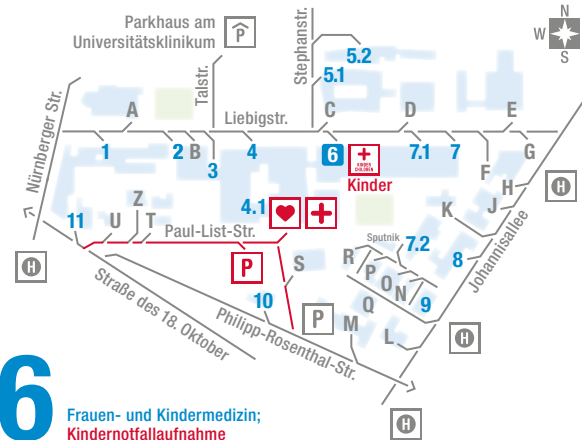 Parkhaus am
Universitätsklinikum
P
Stephanstr.
N
W
S
5.2
5.1
Talstr.
Nürnberger Str.
A
Liebigstr.
C
D
E
1
2
B
3
4
6
KINDER
CHILDREN
Kinder
7.1
7
F
G
H
H
J
K
Johannisallee
4.1
Z
11
U
T
Paul-List-Str.
P
S
Sputnik
7.2
R
P
O
N
Q
8
9
H
Straße des 18. Oktober
10
Philipp-Rosenthal-Str.
P
M
L
H
H
6
Frauen- und Kindermedizin;
Kindernotfallaufnahme